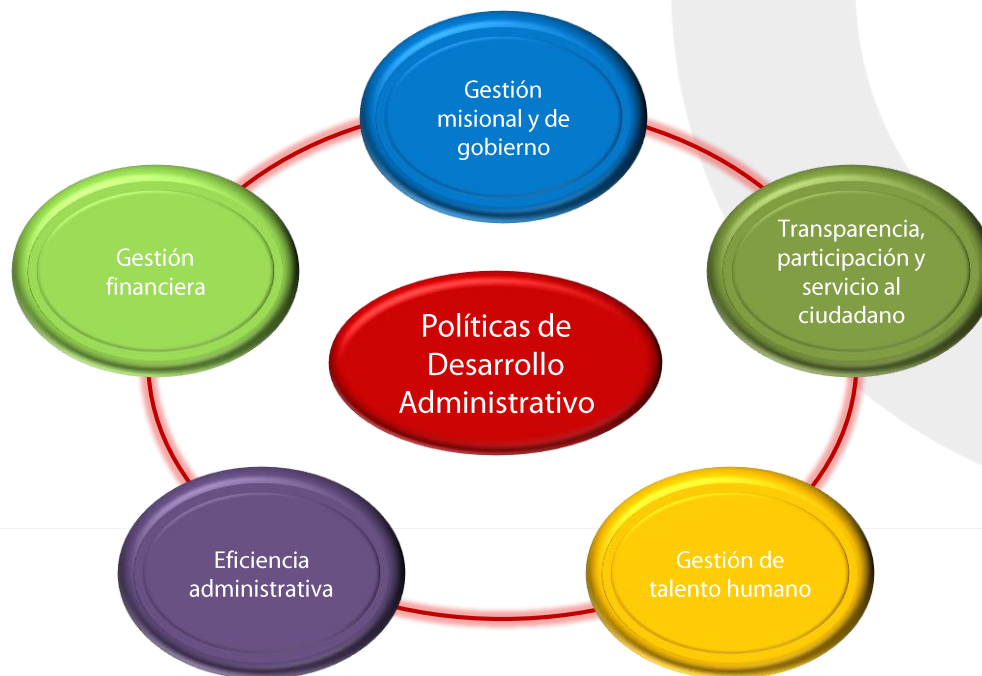 Gestión
misional y de
gobierno
Transparencia,
participación y
servicio al
ciudadano
Gestión de
talento humano
Eficiencia
administrativa
Gestión
financiera
Políticas de
Desarrollo
Administrativo